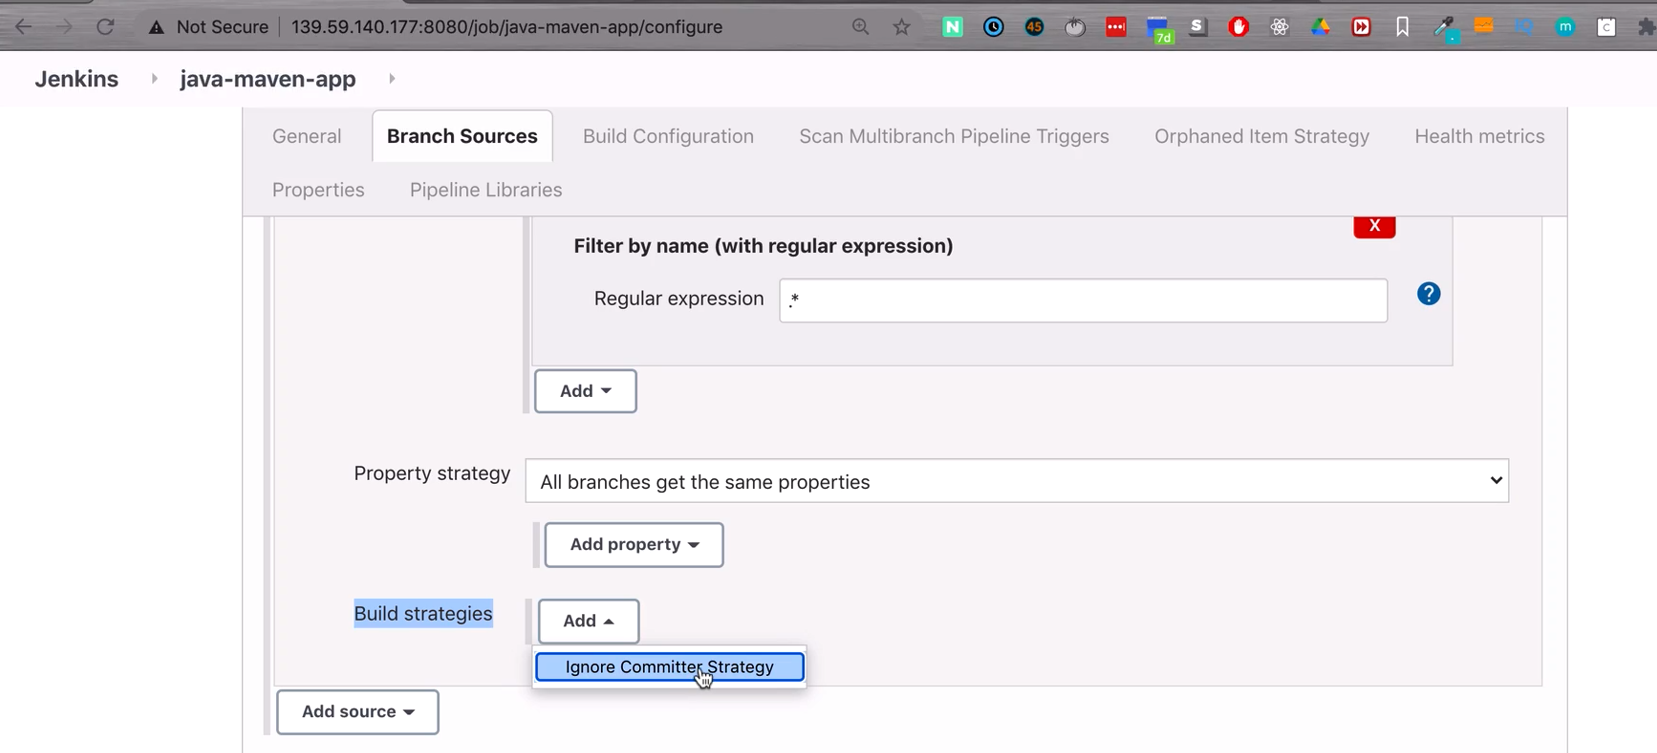 Not Secure 139.59.140.177:8080/job/java-maven-app/configure
N 45 7d S IQ m C
Jenkins java-maven-app
General Branch Sources Build Configuration Scan Multibranch Pipeline Triggers Orphaned Item Strategy Health metrics
Properties Pipeline Libraries
X
Filter by name (with regular expression)
Regular expression .* ?
Add
Property strategy All branches get the same properties
Add property
Build strategies Add
Ignore Committer Strategy
Add source